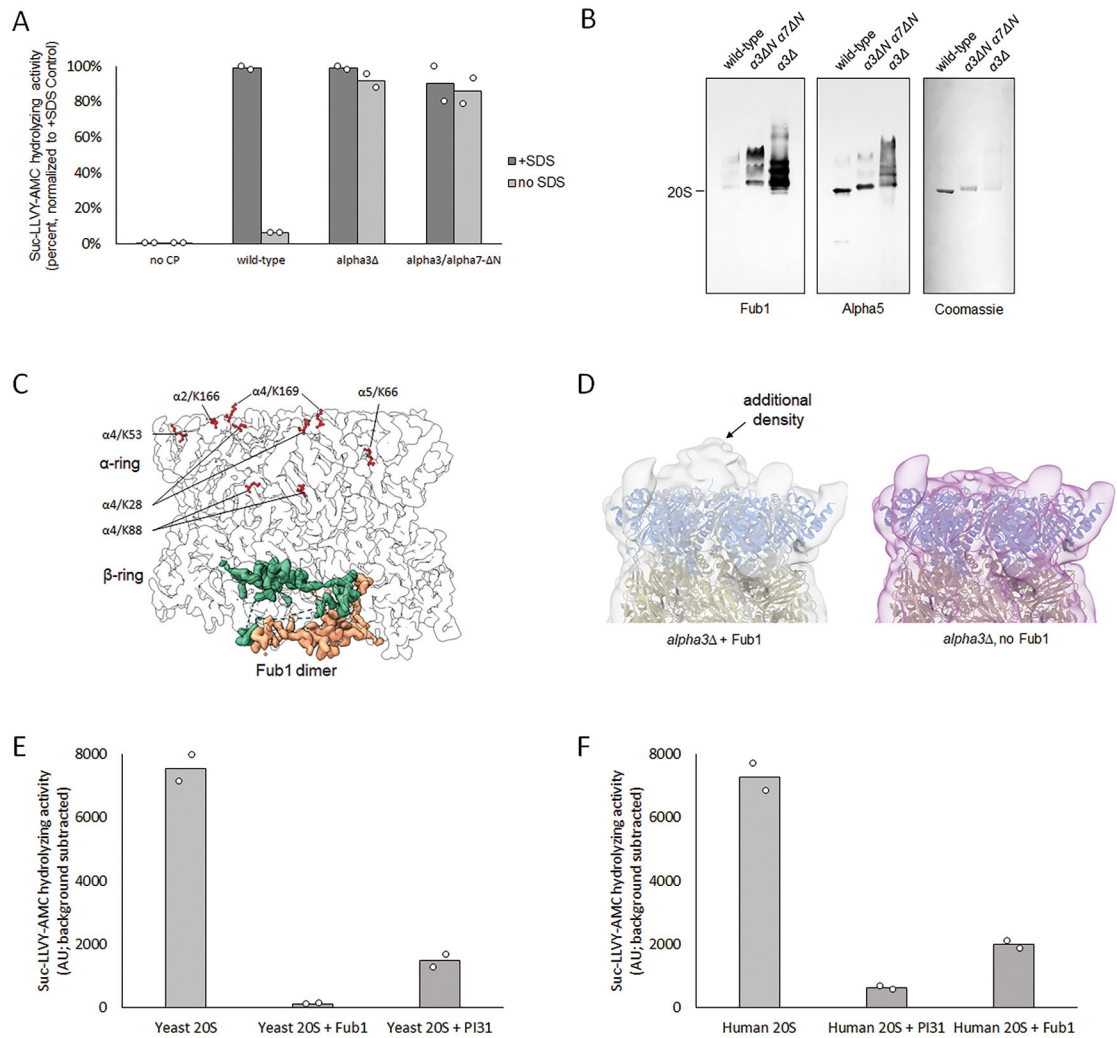 A
Suc-LLVY-AMC hydrolyzing activity
(percent, normalized to +SDS Control)
100%
80%
60%
40%
20%
0%
no CP
wild-type
alpha3Δ
alpha3/alpha7-ΔN
+SDS
no SDS
B
wild-type
α3ΔN α7ΔN
α3Δ
wild-type
α3ΔN α7ΔN
α3Δ
wild-type
α3ΔN α7ΔN
α3Δ
20S
Fub1
Alpha5
Coomassie
C
α2/K166
α4/K169
α5/K66
α4/K53
α-ring
α4/K28
α4/K88
β-ring
Fub1 dimer
D
additional
density
alpha3Δ + Fub1
alpha3Δ, no Fub1
E
Suc-LLVY-AMC hydrolyzing activity
(AU; background subtracted)
8000
6000
4000
2000
0
Yeast 20S
Yeast 20S + Fub1
Yeast 20S + PI31
F
Suc-LLVY-AMC hydrolyzing activity
(AU; background subtracted)
8000
6000
4000
2000
0
Human 20S
Human 20S + PI31
Human 20S + Fub1